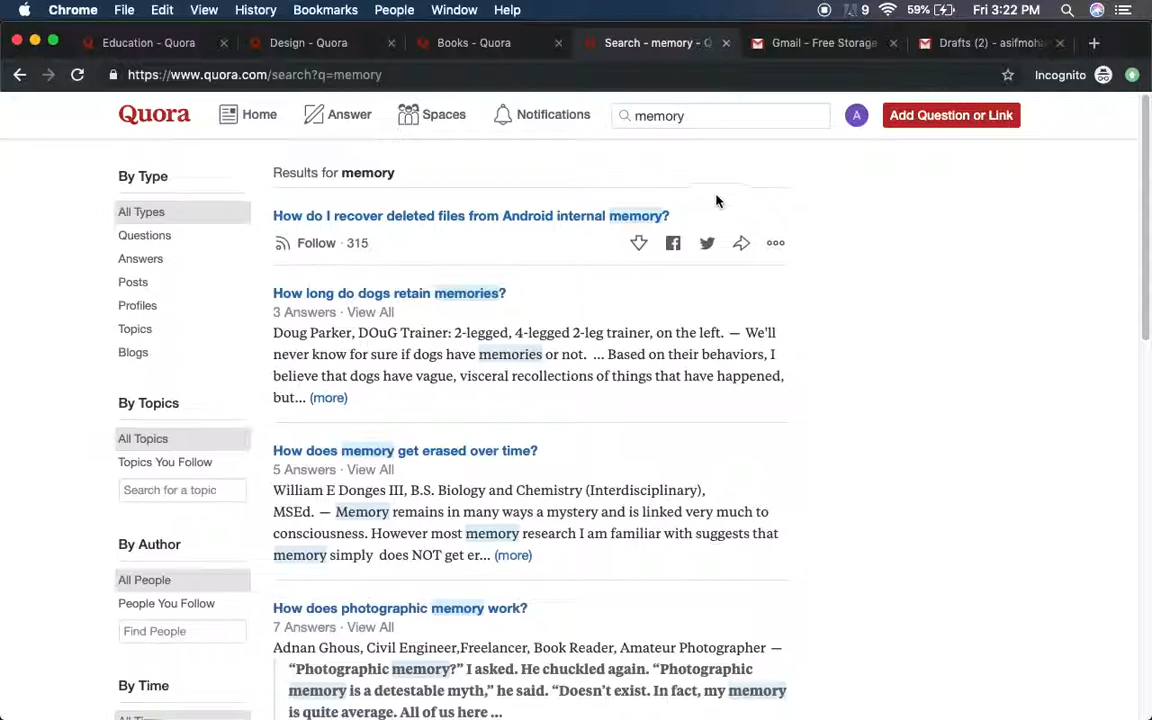 Chrome File Edit View History Bookmarks People Window Help 9 59% Fri 3:22 PM
Education - Quora Design - Quora Books - Quora Search - memory - Q Gmail - Free Storage Drafts (2) - asifmoh
https://www.quora.com/search?q=memory Incognito
Quora Home Answer Spaces Notifications memory A Add Question or Link
By Type
All Types
Questions
Answers
Posts
Profiles
Topics
Blogs
By Topics
All Topics
Topics You Follow
Search for a topic
By Author
All People
People You Follow
Find People
By Time
Results for memory
How do I recover deleted files from Android internal memory?
Follow · 315
How long do dogs retain memories?
3 Answers · View All
Doug Parker, DOuG Trainer: 2-legged, 4-legged 2-leg trainer, on the left. — We'll
never know for sure if dogs have memories or not. ... Based on their behaviors, I
believe that dogs have vague, visceral recollections of things that have happened,
but... (more)
How does memory get erased over time?
5 Answers · View All
William E Donges III, B.S. Biology and Chemistry (Interdisciplinary),
MSEd. — Memory remains in many ways a mystery and is linked very much to
consciousness. However most memory research I am familiar with suggests that
memory simply does NOT get er... (more)
How does photographic memory work?
7 Answers · View All
Adnan Ghous, Civil Engineer,Freelancer, Book Reader, Amateur Photographer —
“Photographic memory?” I asked. He chuckled again. “Photographic
memory is a detestable myth,” he said. “Doesn't exist. In fact, my memory
is quite average. All of us here ...